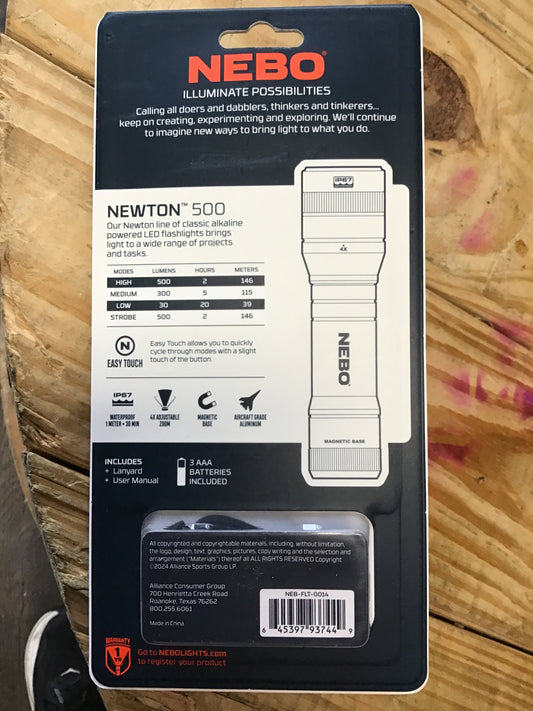 NEBO
ILLUMINATE POSSIBILITIES
Calling all doers and dabblers, thinkers and tinkerers...
keep on creating, experimenting and exploring. We'll continue
to imagine new ways to bring light to what you do.
NEWTON™ 500
Our Newton line of classic alkaline
powered LED flashlights brings
light to a wide range of projects
and tasks.
MODES LUMENS HOURS METERS
HIGH 500 2 146
MEDIUM 300 5 115
LOW 30 20 39
STROBE 500 2 146
N
EASY TOUCH
Easy Touch allows you to quickly
cycle through modes with a slight
touch of the button.
IP67
WATERPROOF
1 METER • 30 MIN
4X ADJUSTABLE
ZOOM
MAGNETIC
BASE
AIRCRAFT GRADE
ALUMINUM
IP67
4X
NEBO
MAGNETIC BASE
INCLUDES
+ Lanyard
+ User Manual
3 AAA
BATTERIES
INCLUDED
All copyrighted and copyrightable materials, including, without limitation,
the logo, design, text, graphics, pictures, copy writing and the selection and
arrangement ("Materials") thereof are ALL RIGHTS RESERVED Copyright
©2024 Alliance Sports Group LP.
Alliance Consumer Group
700 Henrietta Creek Road
Roanoke, Texas 76262
800.255.6061
Made in China
NEB-FLT-0014
6 45397 93744 9
WARRANTY
1
Go to NEBOLIGHTS.com
to register your product